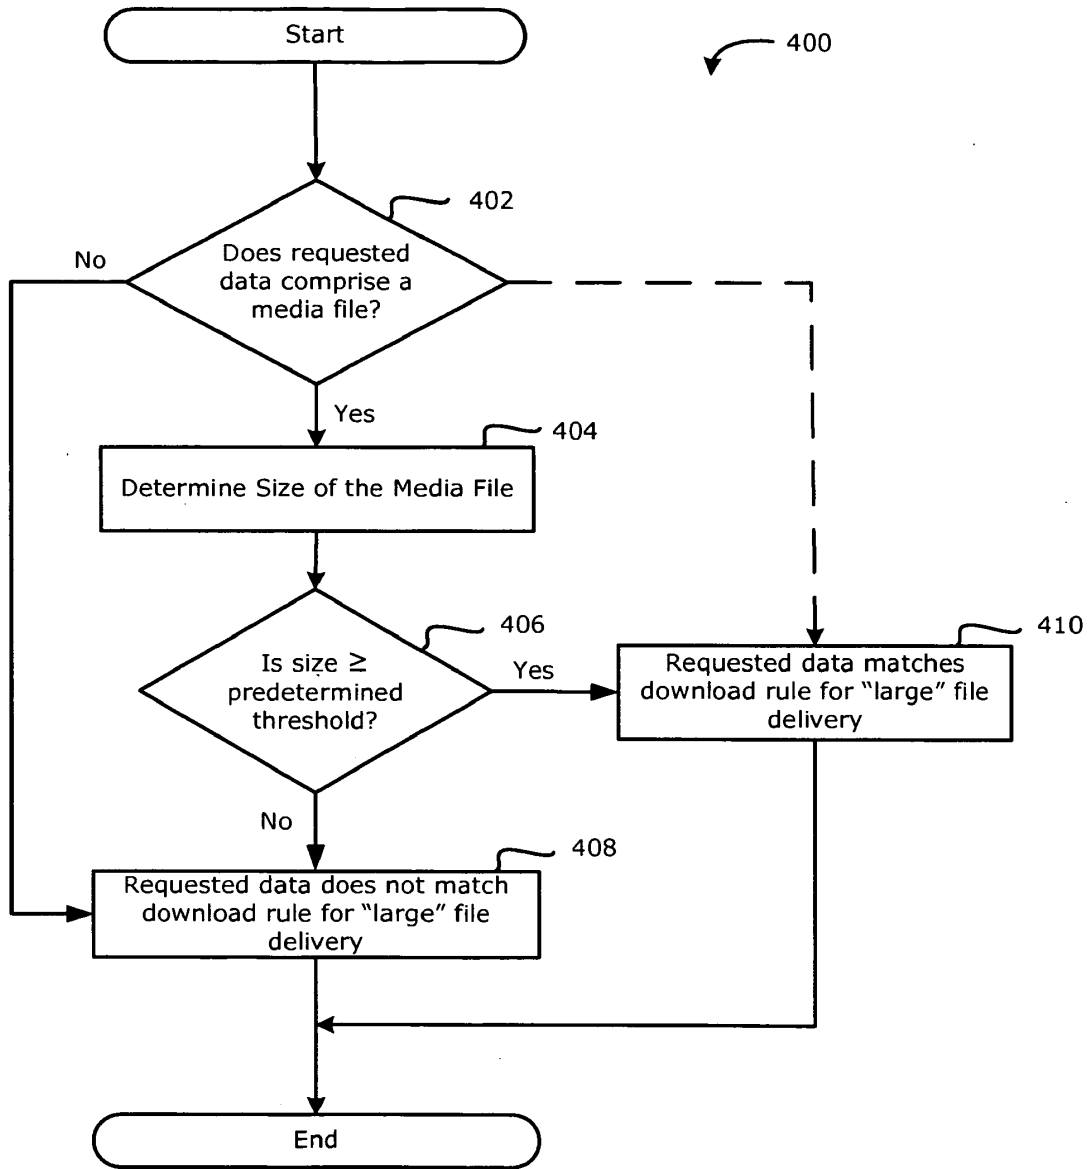 Start
400
402
No
Does requested
data comprise a
media file?
Yes
404
Determine Size of the Media File
406
Is size ≥
predetermined
threshold?
Yes
410
Requested data matches
download rule for “large” file
delivery
No
408
Requested data does not match
download rule for “large” file
delivery
End